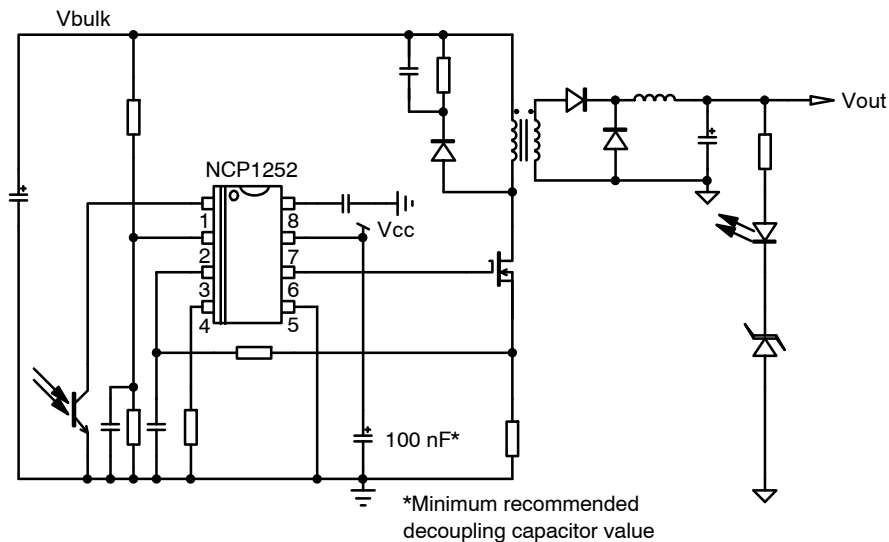 Vbulk
Vout
NCP1252
1
8
Vcc
2
7
3
6
4
5
100 nF*
*Minimum recommended
decoupling capacitor value